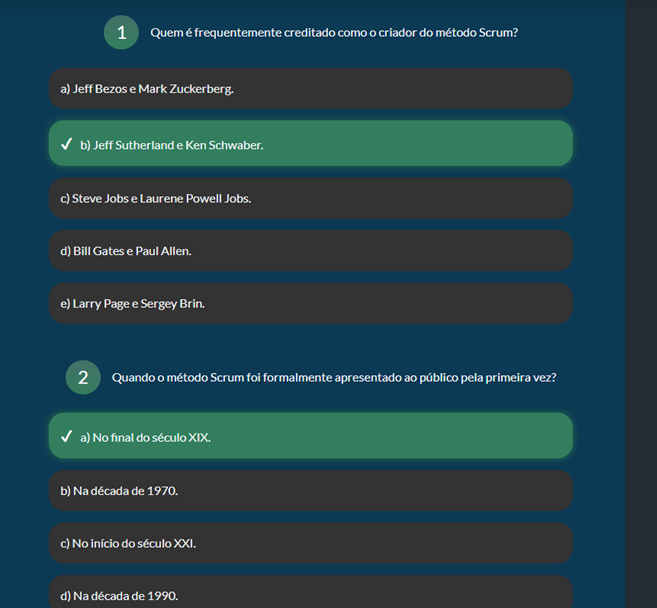 1 Quem é frequentemente creditado como o criador do método Scrum?
a) Jeff Bezos e Mark Zuckerberg.
✓ b) Jeff Sutherland e Ken Schwaber.
c) Steve Jobs e Laurene Powell Jobs.
d) Bill Gates e Paul Allen.
e) Larry Page e Sergey Brin.
2 Quando o método Scrum foi formalmente apresentado ao público pela primeira vez?
✓ a) No final do século XIX.
b) Na década de 1970.
c) No início do século XXI.
d) Na década de 1990.